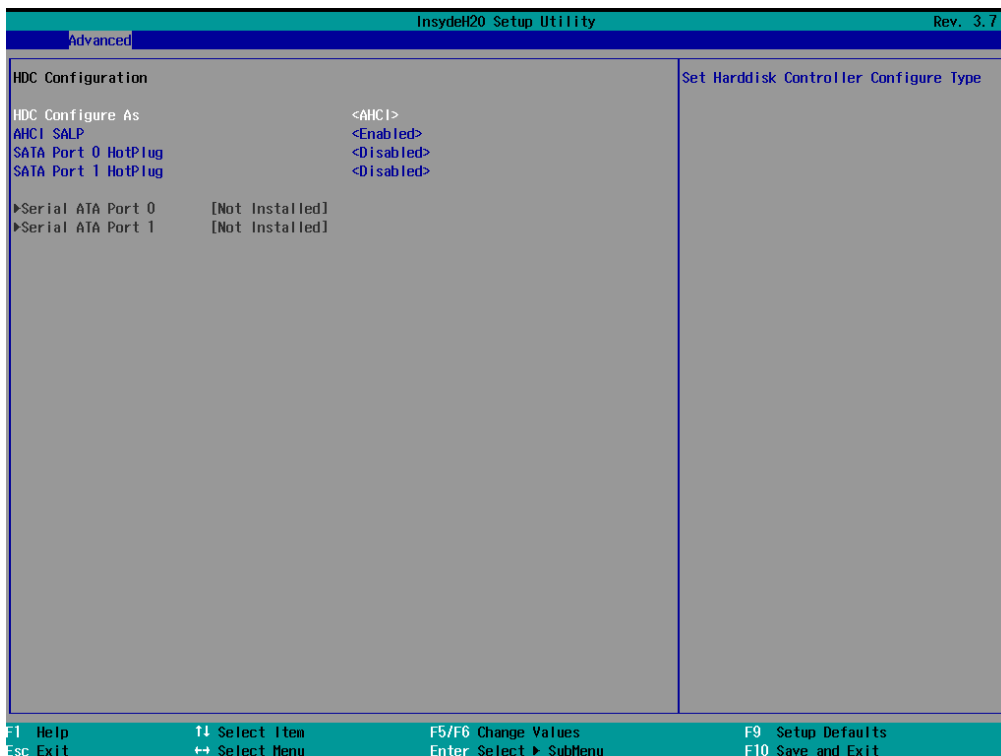 InsydeH20 Setup Utility Rev. 3.7
Advanced
HDC Configuration
Set Harddisk Controller Configure Type
HDC Configure As <AHCI>
AHCI SALP <Enabled>
SATA Port 0 HotPlug <Disabled>
SATA Port 1 HotPlug <Disabled>
▶Serial ATA Port 0 [Not Installed]
▶Serial ATA Port 1 [Not Installed]
F1 Help ↑↓ Select Item F5/F6 Change Values F9 Setup Defaults
Esc Exit ↔ Select Menu Enter Select ▶ SubMenu F10 Save and Exit